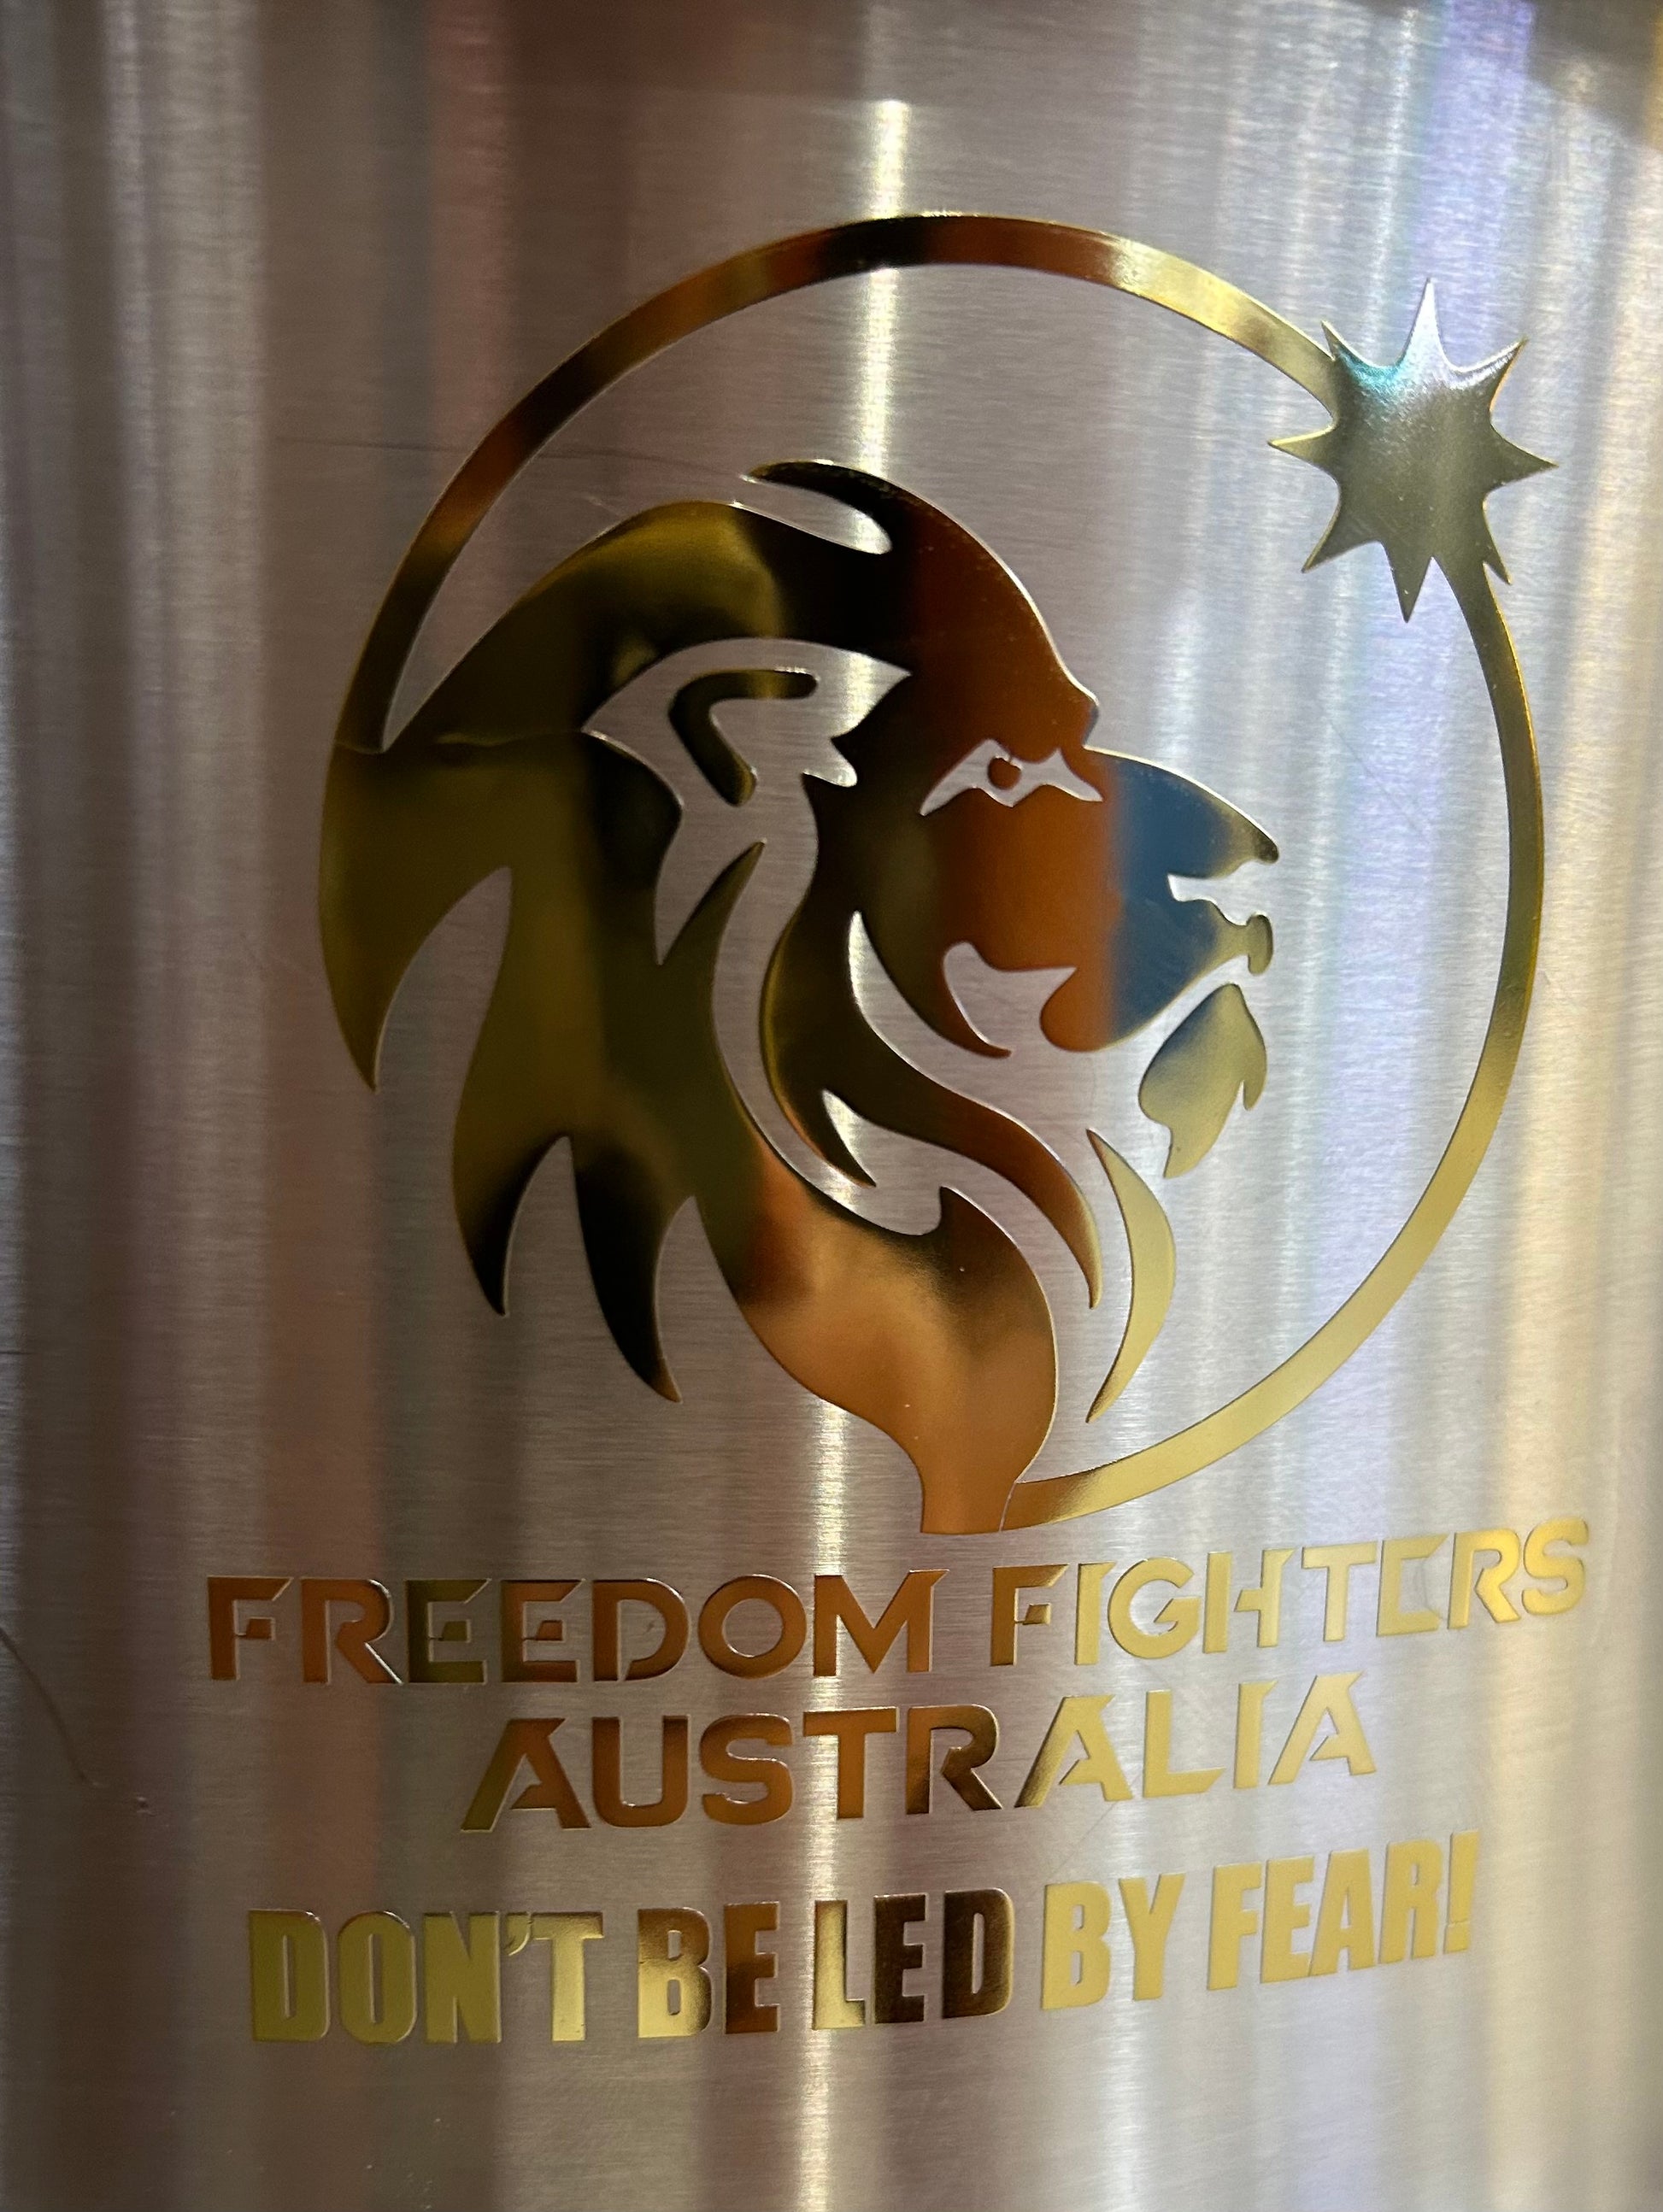 FREEDOM FIGHTERS
AUSTRALIA
DON'T BE LED BY FEAR!